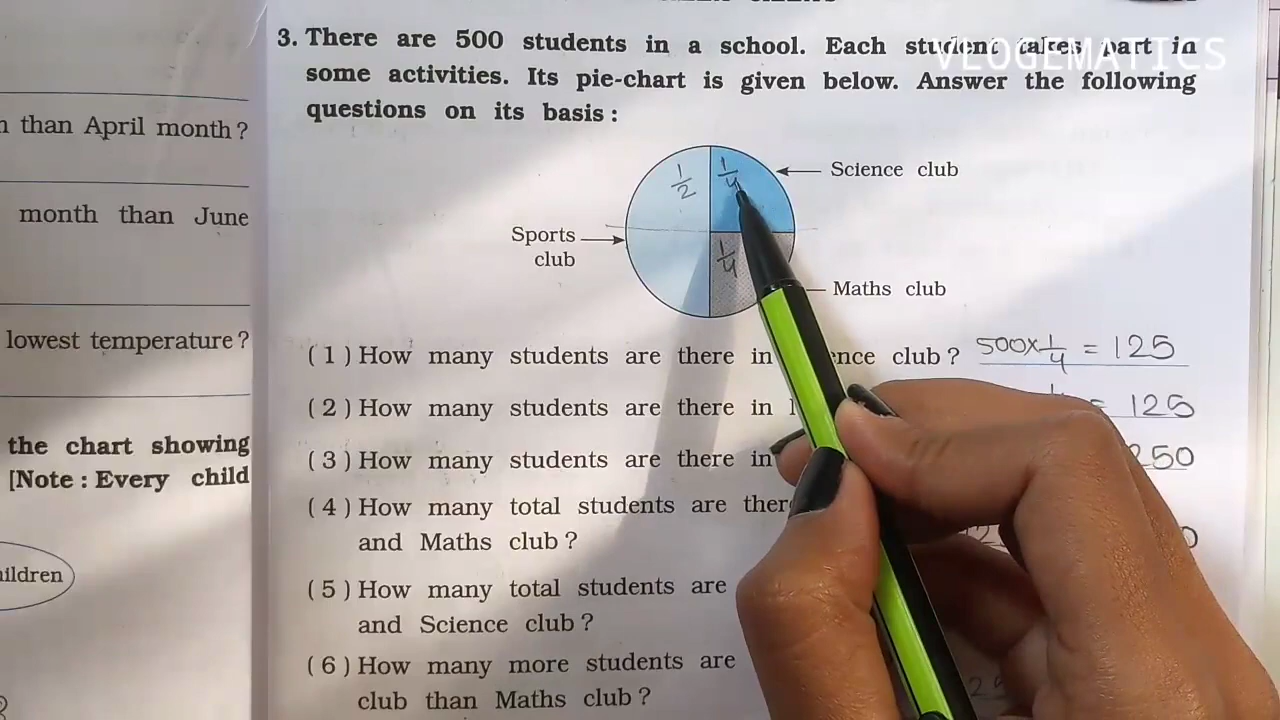 than April month?
month than June
lowest temperature?
the chart showing
[Note : Every child
3. There are 500 students in a school. Each student takes part in
some activities. Its pie-chart is given below. Answer the following
questions on its basis :
VLOGEMATICS
1/2
1/4
Science club
Sports
club
1/4
Maths club
(1) How many students are there in club? 500×1/4 = 125
(2) How many students are there in = 125
(3) How many students are there in 250
(4) How many total students are
and Maths club?
(5) How many total students are
and Science club?
(6) How many more students are
club than Maths club?